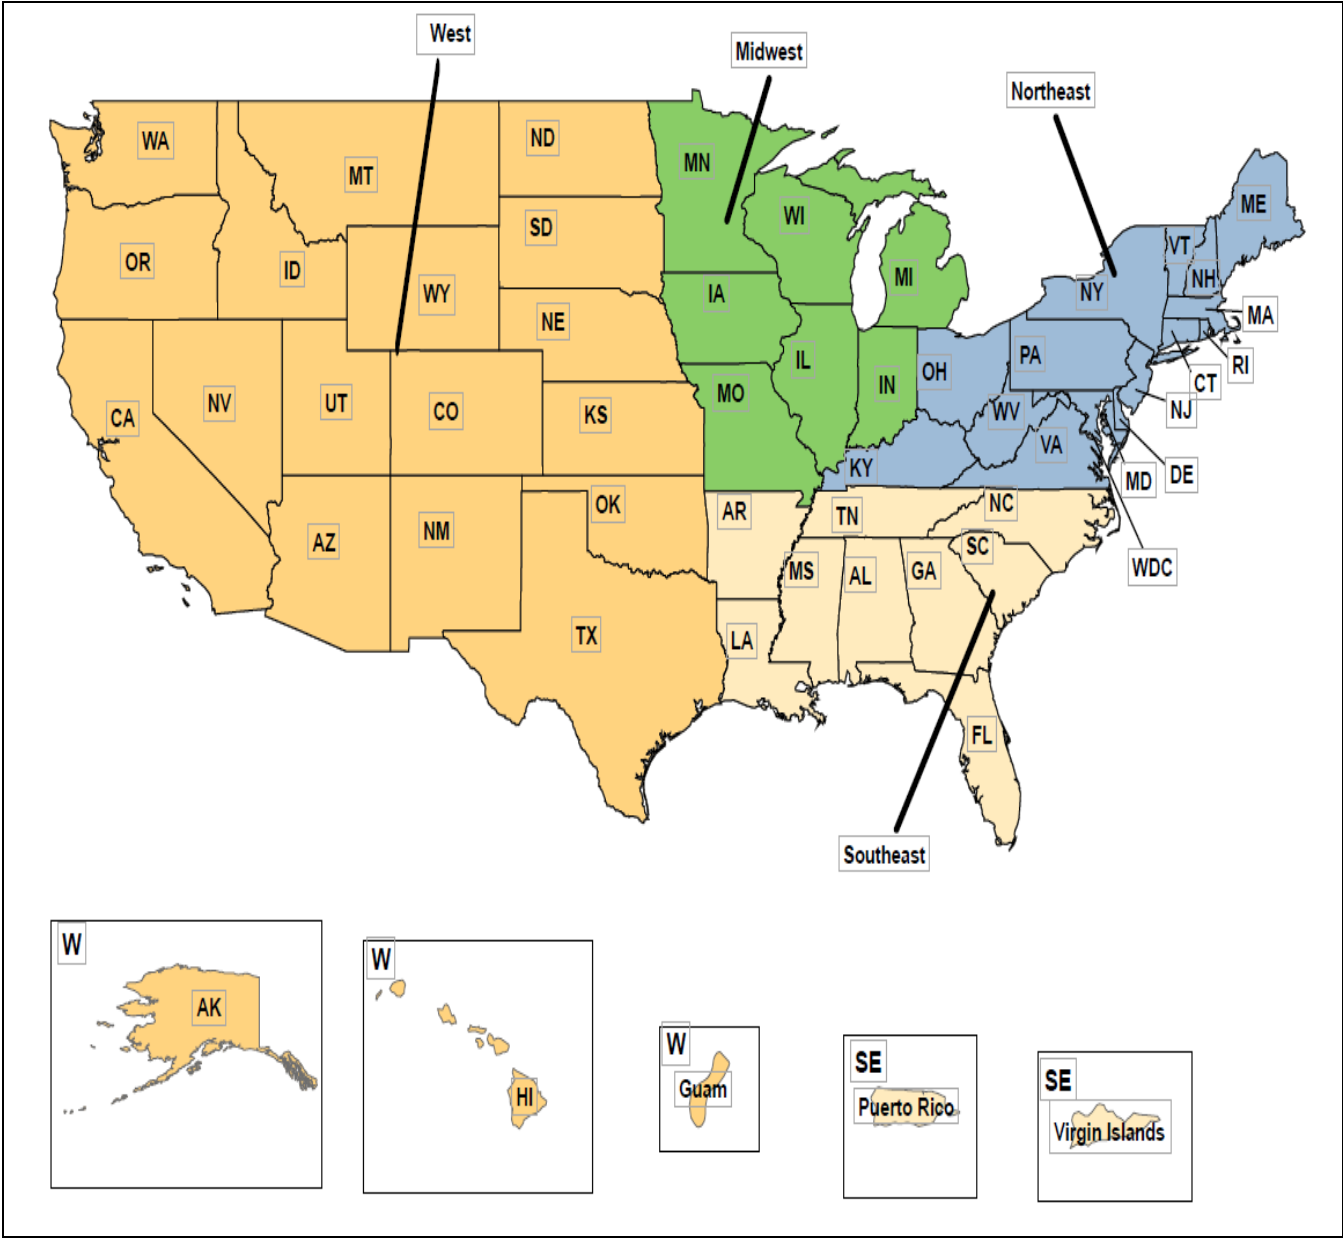 West
Midwest
Northeast
WA
MT
ND
MN
ME
OR
ID
WY
SD
WI
MI
VT
NH
NY
MA
NE
IA
IL
IN
OH
PA
RI
CT
NJ
CA
NV
UT
CO
KS
MO
KY
WV
VA
MD
DE
WDC
AZ
NM
OK
AR
TN
NC
SC
MS
AL
GA
TX
LA
FL
Southeast
W
AK
W
HI
W
Guam
SE
Puerto Rico
SE
Virgin Islands